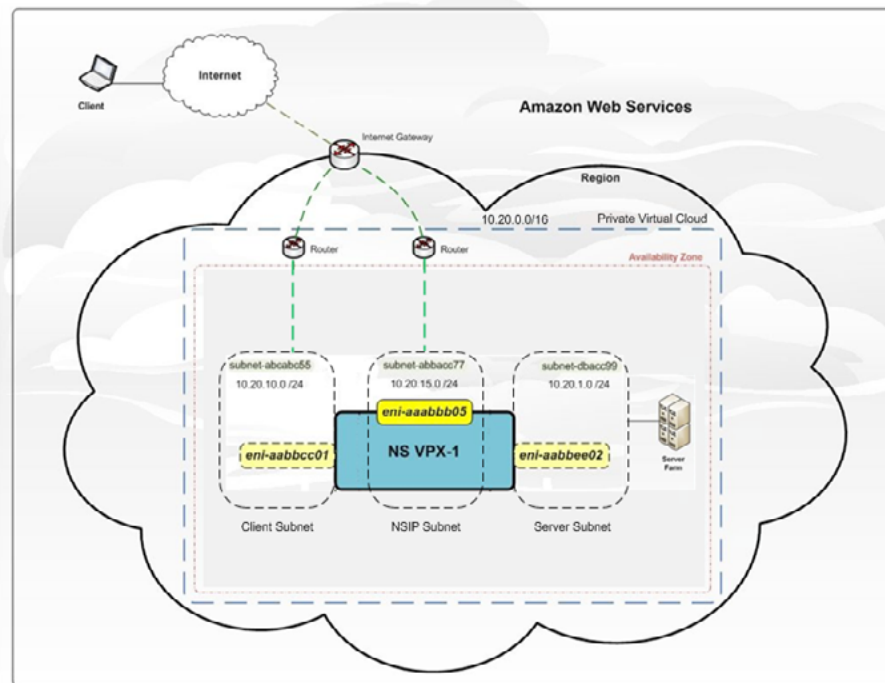 Internet
Client
Amazon Web Services
Internet Gateway
Region
10.20.0.0/16
Private Virtual Cloud
Router
Router
Availability Zone
subnet-abcabc55
subnet-abbacc77
subnet-dbacc99
10.20.10.0 /24
10.20.15.0 /24
10.20.1.0 /24
eni-aaabbb05
eni-aabbcc01
NS VPX-1
eni-aabbee02
Server
Farm
Client Subnet
NSIP Subnet
Server Subnet